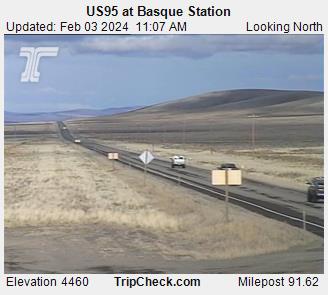 US95 at Basque Station
Updated: Feb 03 2024 11:07 AM Looking North
Elevation 4460 TripCheck.com Milepost 91.62